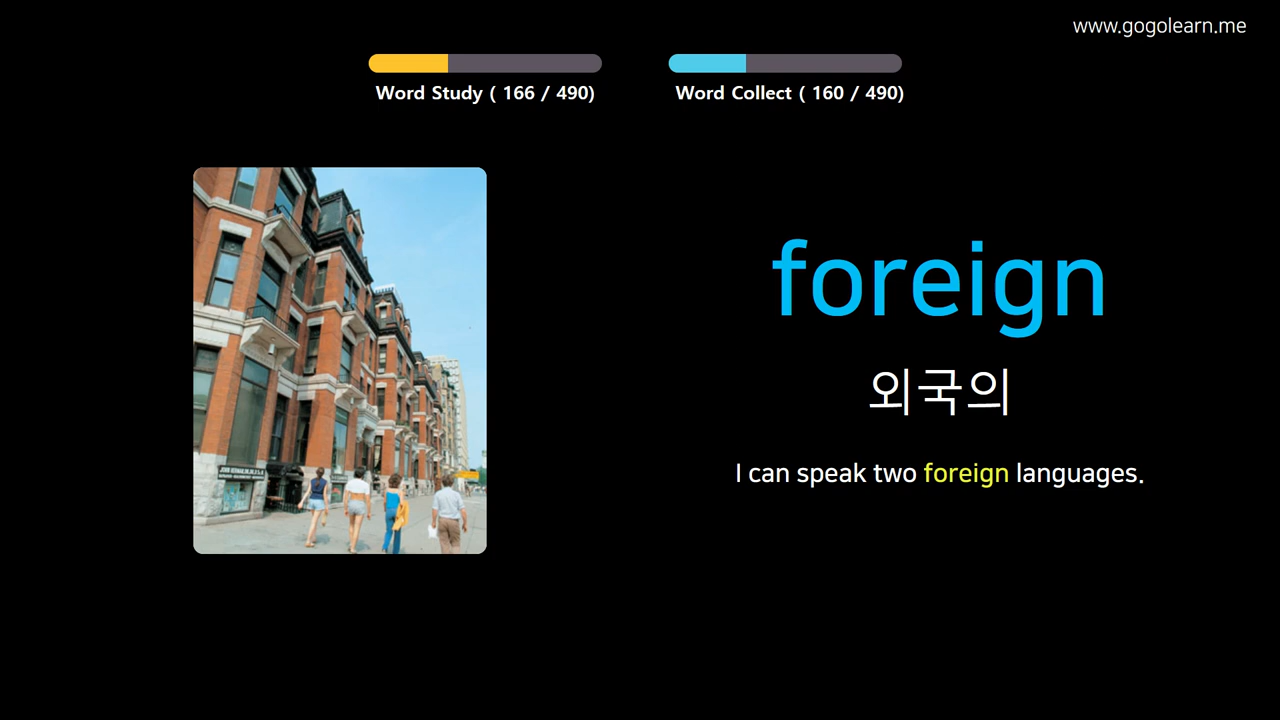 www.gogolearn.me
Word Study ( 166 / 490)
Word Collect ( 160 / 490)
foreign
외국의
I can speak two foreign languages.